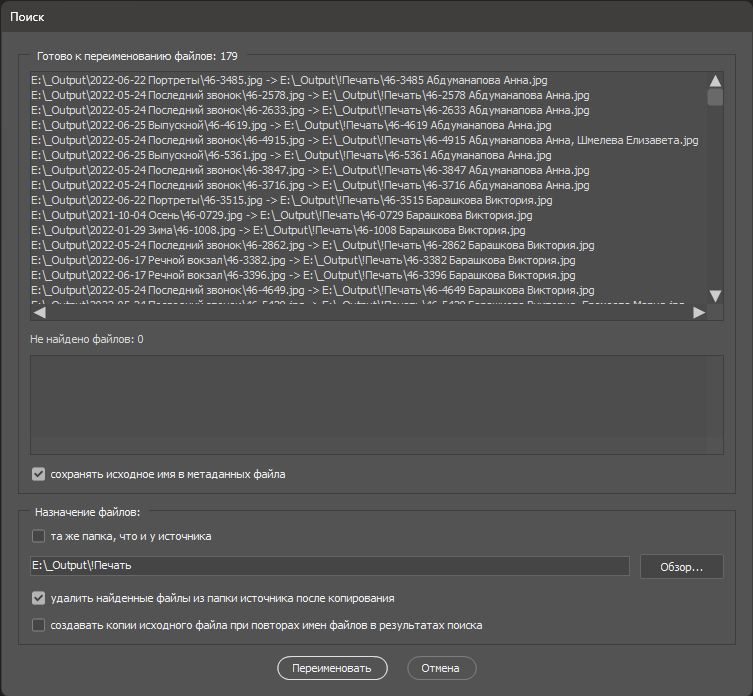 Поиск
Готово к переименованию файлов: 179
E:\_Output\2022-06-22 Портреты\46-3485.jpg -> E:\_Output\!Печать\46-3485 Абдуманапова Анна.jpg
E:\_Output\2022-05-24 Последний звонок\46-2578.jpg -> E:\_Output\!Печать\46-2578 Абдуманапова Анна.jpg
E:\_Output\2022-05-24 Последний звонок\46-2633.jpg -> E:\_Output\!Печать\46-2633 Абдуманапова Анна.jpg
E:\_Output\2022-06-25 Выпускной\46-4619.jpg -> E:\_Output\!Печать\46-4619 Абдуманапова Анна.jpg
E:\_Output\2022-05-24 Последний звонок\46-4915.jpg -> E:\_Output\!Печать\46-4915 Абдуманапова Анна, Шмелева Елизавета.jpg
E:\_Output\2022-06-25 Выпускной\46-5361.jpg -> E:\_Output\!Печать\46-5361 Абдуманапова Анна.jpg
E:\_Output\2022-05-24 Последний звонок\46-3847.jpg -> E:\_Output\!Печать\46-3847 Абдуманапова Анна.jpg
E:\_Output\2022-05-24 Последний звонок\46-3716.jpg -> E:\_Output\!Печать\46-3716 Абдуманапова Анна.jpg
E:\_Output\2022-06-22 Портреты\46-3515.jpg -> E:\_Output\!Печать\46-3515 Барашкова Виктория.jpg
E:\_Output\2021-10-04 Осень\46-0729.jpg -> E:\_Output\!Печать\46-0729 Барашкова Виктория.jpg
E:\_Output\2022-01-29 Зима\46-1008.jpg -> E:\_Output\!Печать\46-1008 Барашкова Виктория.jpg
E:\_Output\2022-05-24 Последний звонок\46-2862.jpg -> E:\_Output\!Печать\46-2862 Барашкова Виктория.jpg
E:\_Output\2022-06-17 Речной вокзал\46-3382.jpg -> E:\_Output\!Печать\46-3382 Барашкова Виктория.jpg
E:\_Output\2022-06-17 Речной вокзал\46-3396.jpg -> E:\_Output\!Печать\46-3396 Барашкова Виктория.jpg
E:\_Output\2022-05-24 Последний звонок\46-4649.jpg -> E:\_Output\!Печать\46-4649 Барашкова Виктория.jpg
Не найдено файлов: 0
сохранять исходное имя в метаданных файла
Назначение файлов:
та же папка, что и у источника
E:\_Output\!Печать
Обзор...
удалить найденные файлы из папки источника после копирования
создавать копии исходного файла при повторах имен файлов в результатах поиска
Переименовать
Отмена